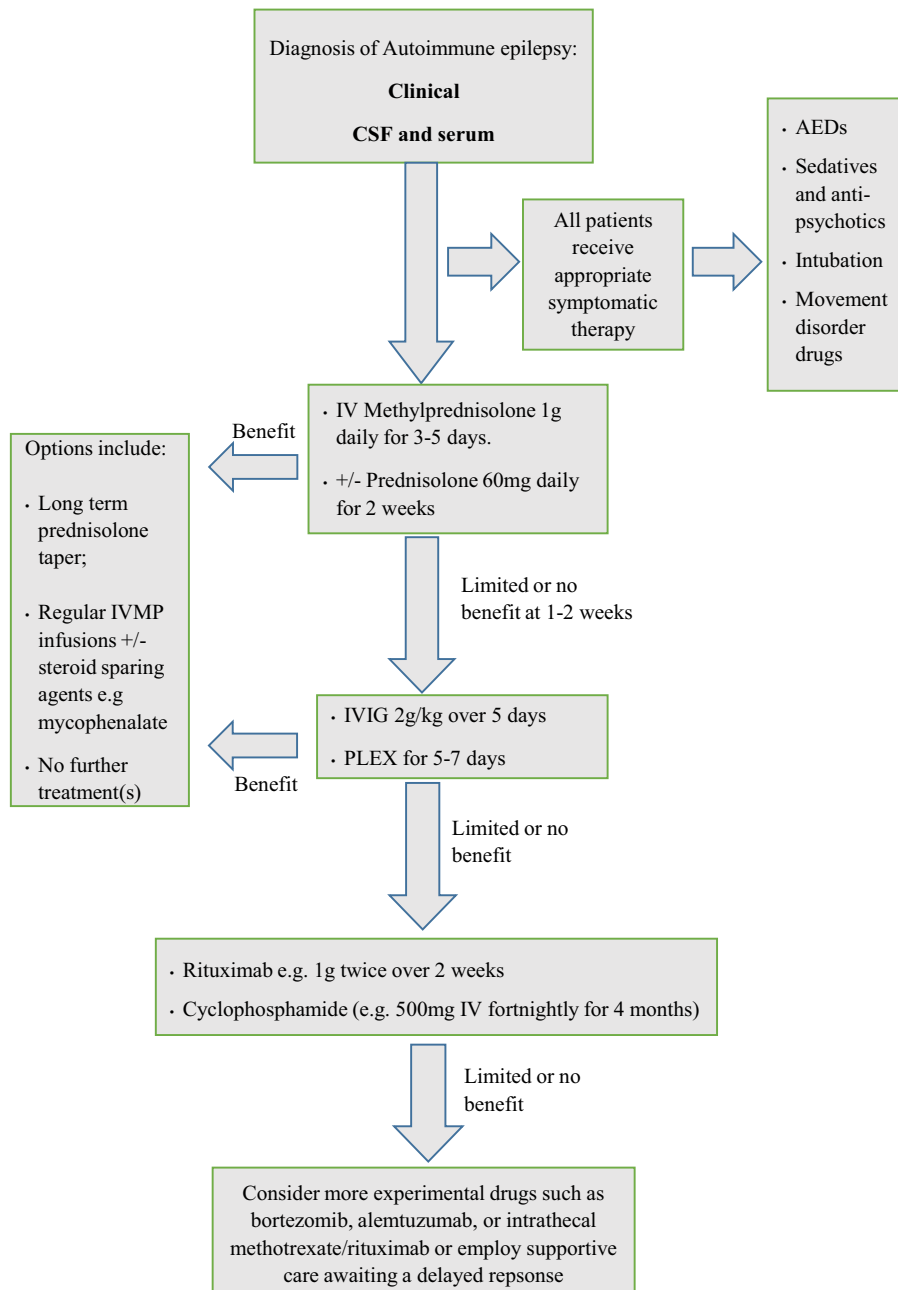 Diagnosis of Autoimmune epilepsy:
Clinical
CSF and serum
· AEDs
· Sedatives
and anti-
psychotics
· Intubation
· Movement
disorder
drugs
All patients
receive
appropriate
symptomatic
therapy
· IV Methylprednisolone 1g
daily for 3-5 days.
· +/- Prednisolone 60mg daily
for 2 weeks
Benefit
Options include:
· Long term
prednisolone
taper;
· Regular IVMP
infusions +/-
steroid sparing
agents e.g
mycophenalate
· No further
treatment(s)
Limited or no
benefit at 1-2 weeks
· IVIG 2g/kg over 5 days
· PLEX for 5-7 days
Benefit
Limited or no
benefit
· Rituximab e.g. 1g twice over 2 weeks
· Cyclophosphamide (e.g. 500mg IV fortnightly for 4 months)
Limited or no
benefit
Consider more experimental drugs such as
bortezomib, alemtuzumab, or intrathecal
methotrexate/rituximab or employ supportive
care awaiting a delayed repsonse